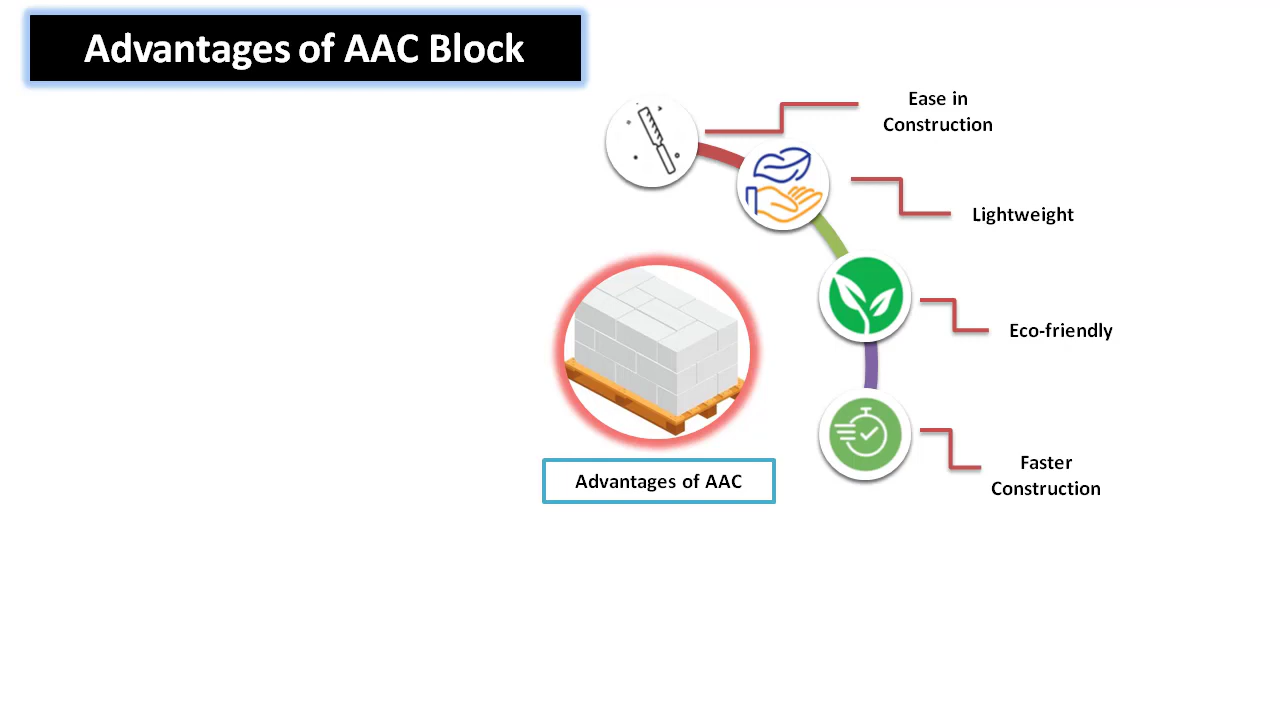 Advantages of AAC Block
Ease in
Construction
Lightweight
Eco-friendly
Faster
Construction
Advantages of AAC